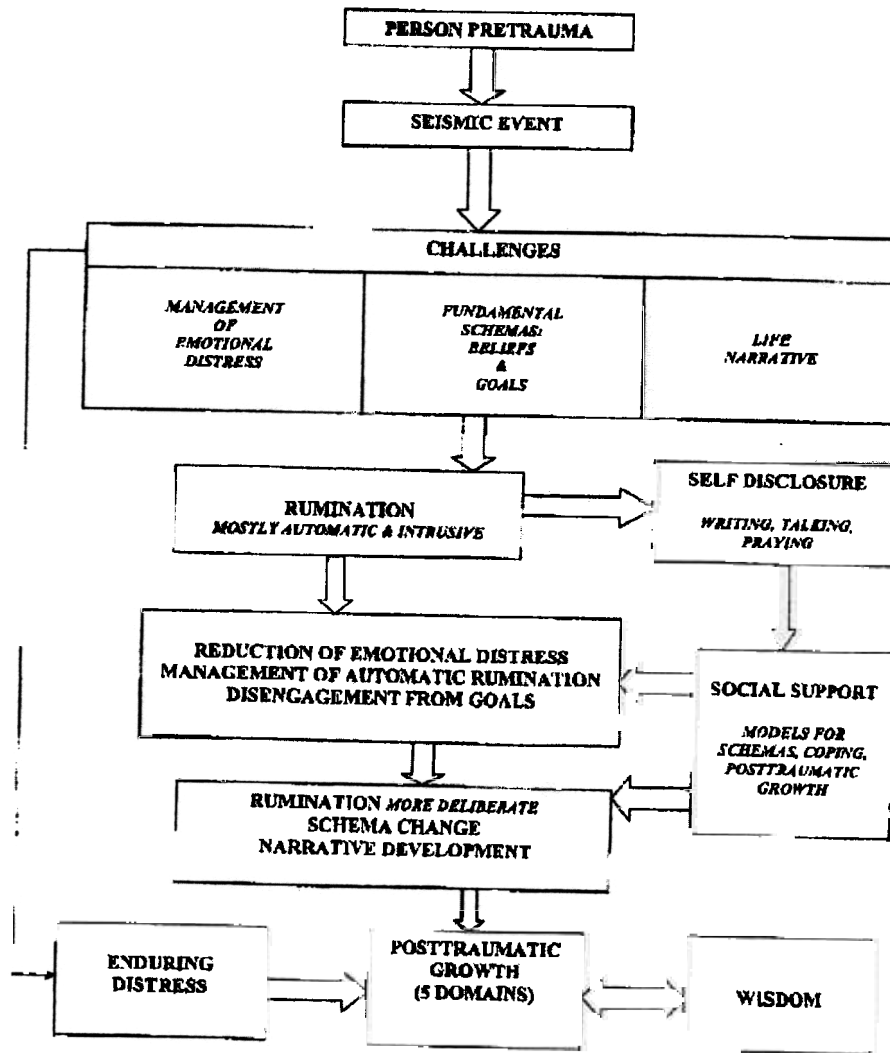 PERSON PRETRAUMA
SEISMIC EVENT
CHALLENGES
MANAGEMENT
OF
EMOTIONAL
DISTRESS
FUNDAMENTAL
SCHEMAS:
BELIEFS
&
GOALS
LIFE
NARRATIVE
RUMINATION
MOSTLY AUTOMATIC & INTRUSIVE
SELF DISCLOSURE
WRITING, TALKING,
PRAYING
REDUCTION OF EMOTIONAL DISTRESS
MANAGEMENT OF AUTOMATIC RUMINATION
DISENGAGEMENT FROM GOALS
SOCIAL SUPPORT
MODELS FOR
SCHEMAS, COPING,
POSTTRAUMATIC
GROWTH
RUMINATION MORE DELIBERATE
SCHEMA CHANGE
NARRATIVE DEVELOPMENT
ENDURING
DISTRESS
POSTTRAUMATIC
GROWTH
(5 DOMAINS)
WISDOM